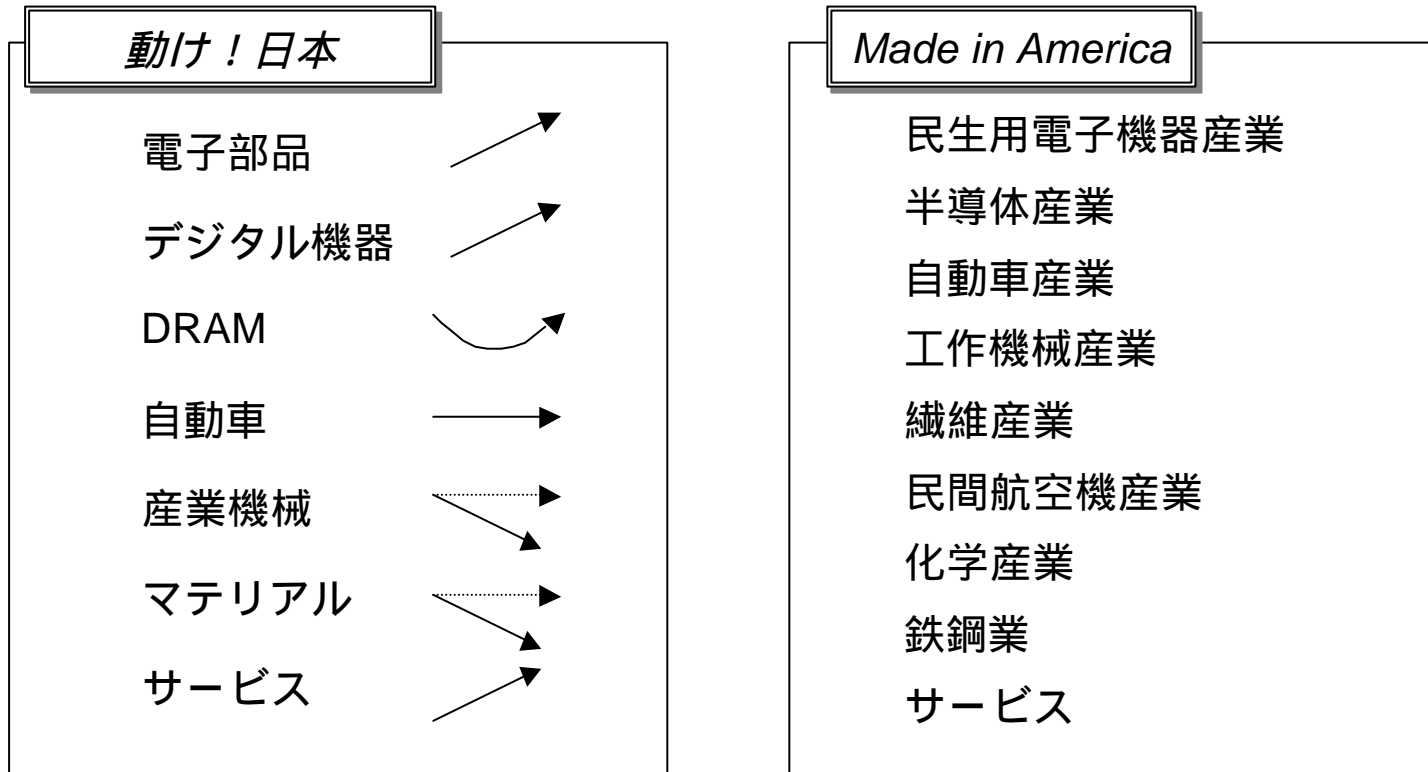 動け！日本
電子部品
デジタル機器
DRAM
自動車
産業機械
マテリアル
サービス
Made in America
民生用電子機器産業
半導体産業
自動車産業
工作機械産業
繊維産業
民間航空機産業
化学産業
鉄鋼業
サービス